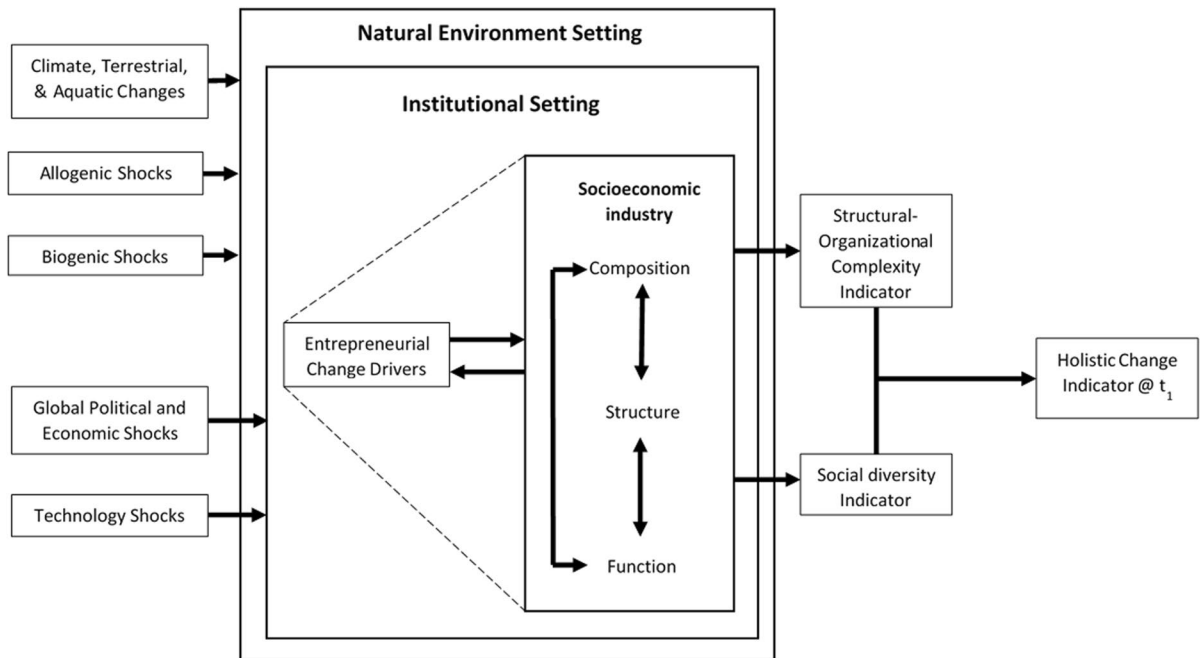 Natural Environment Setting
Climate, Terrestrial,
& Aquatic Changes
Institutional Setting
Allogenic Shocks
Socioeconomic
industry
Structural-
Organizational
Complexity
Indicator
Biogenic Shocks
Composition
Entrepreneurial
Change Drivers
Holistic Change
Indicator @ t₁
Global Political and
Economic Shocks
Structure
Social diversity
Indicator
Technology Shocks
Function